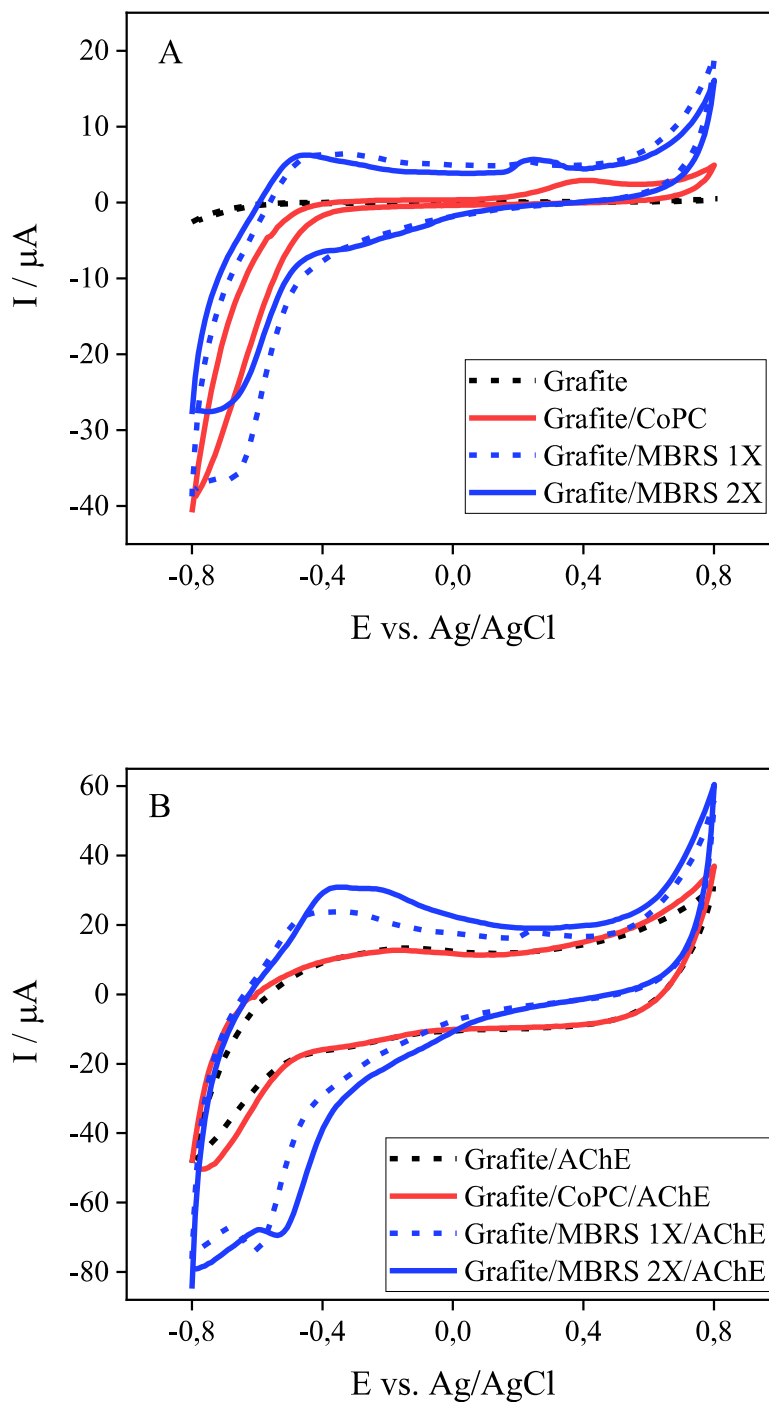 A
20
10
0
-10
-20
-30
-40
I / µA
Grafite
Grafite/CoPC
Grafite/MBRS 1X
Grafite/MBRS 2X
-0,8 -0,4 0,0 0,4 0,8
E vs. Ag/AgCl
B
60
40
20
0
-20
-40
-60
-80
I / µA
Grafite/AChE
Grafite/CoPC/AChE
Grafite/MBRS 1X/AChE
Grafite/MBRS 2X/AChE
-0,8 -0,4 0,0 0,4 0,8
E vs. Ag/AgCl